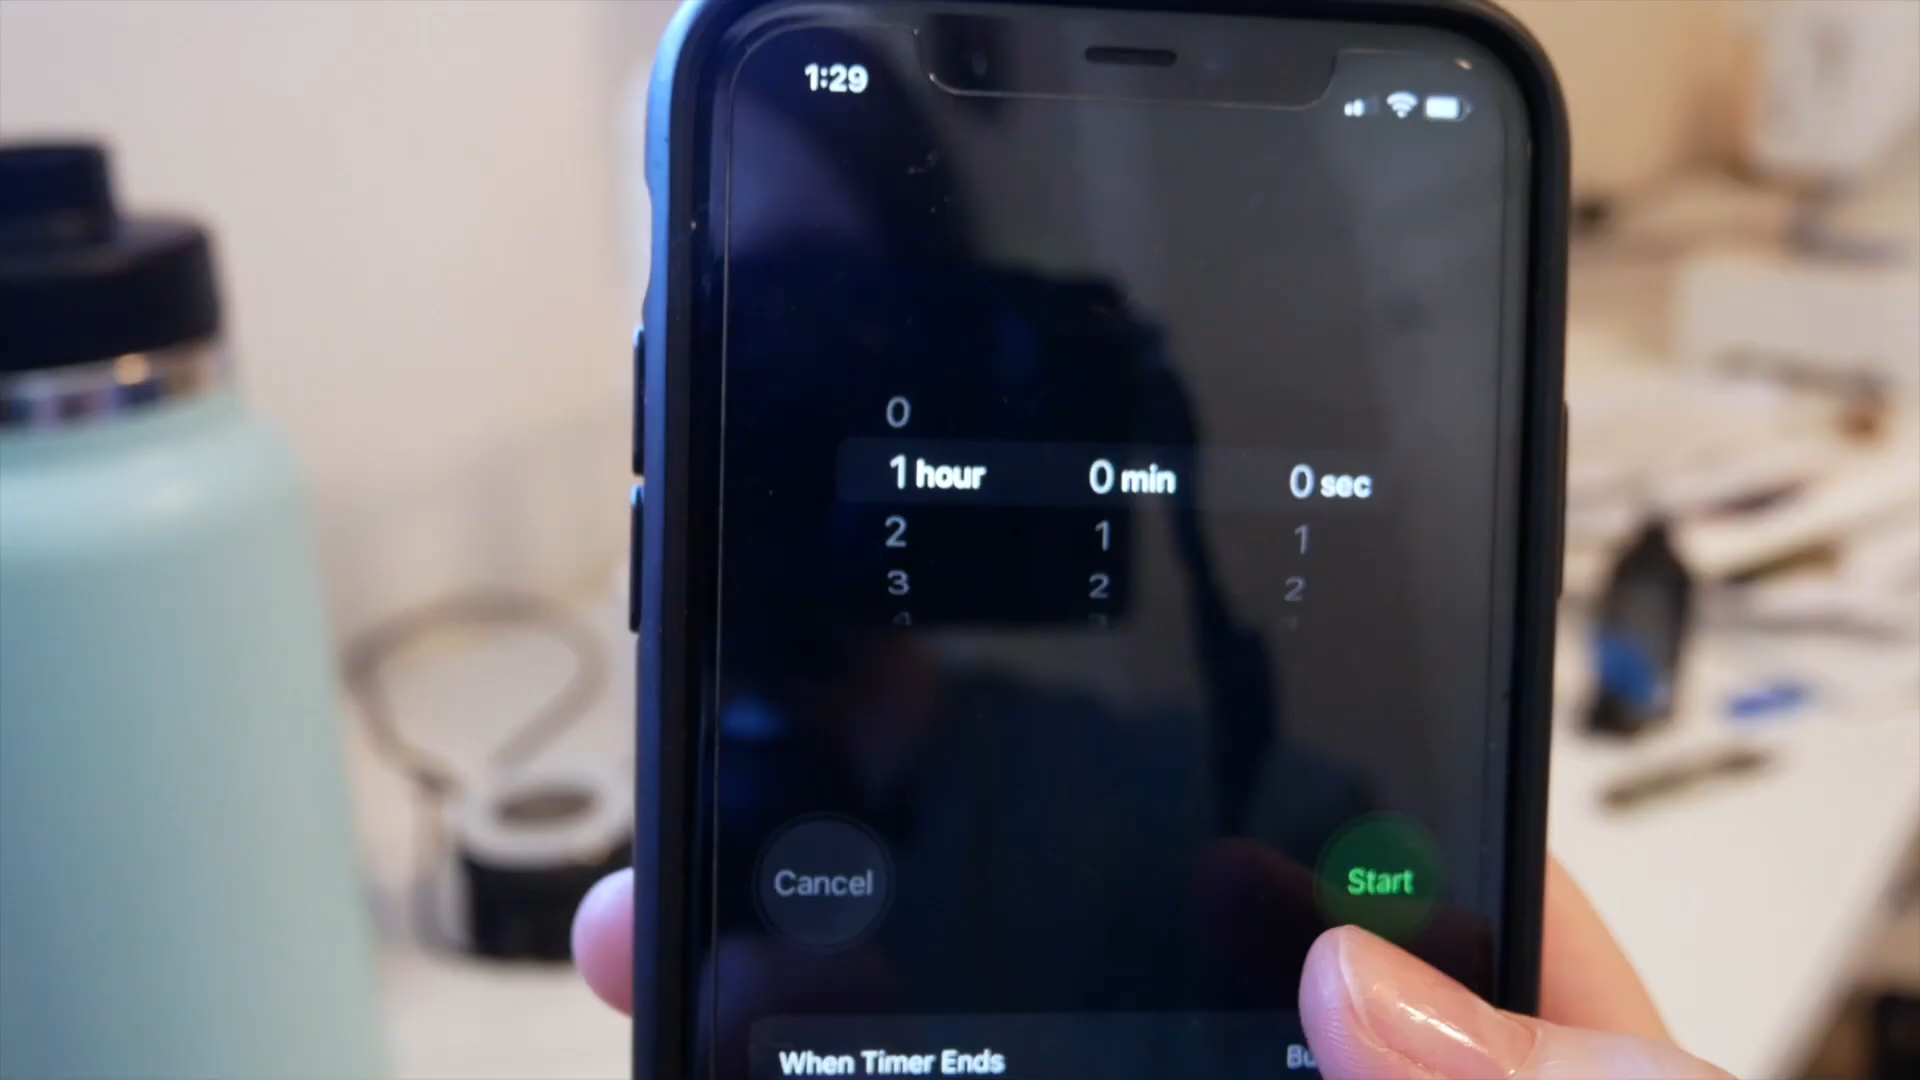 1:29
0
1 hour 0 min 0 sec
2 1 1
3 2 2
Cancel Start
When Timer Ends